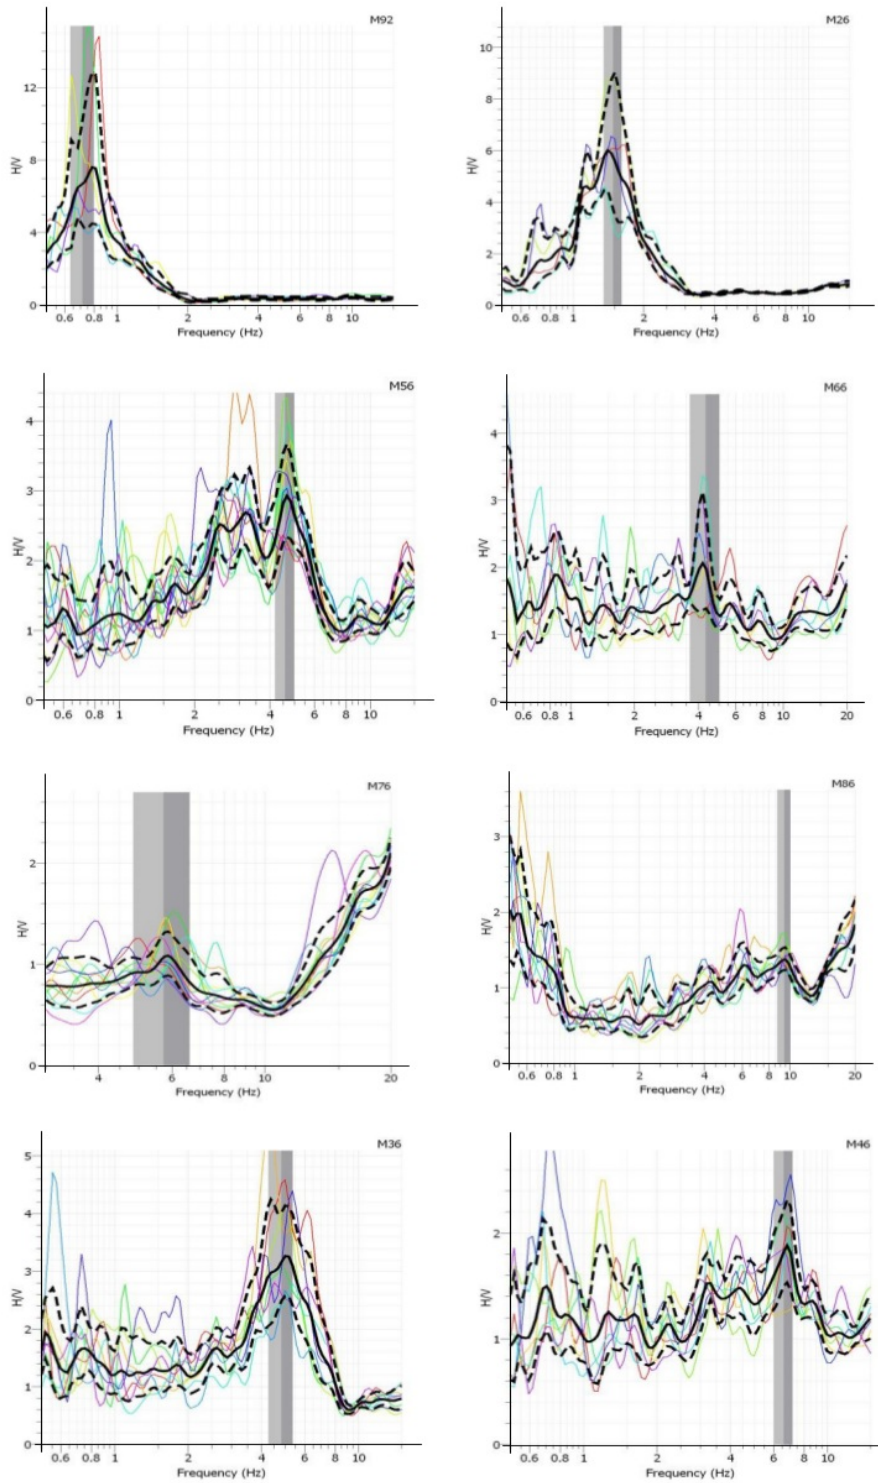 M92
H/V
12
8
4
0
0.6 0.8 1 2 4 6 8 10
Frequency (Hz)
M26
H/V
10
8
6
4
2
0
0.6 0.8 1 2 4 6 8 10
Frequency (Hz)
M56
H/V
4
3
2
1
0
0.6 0.8 1 2 4 6 8 10
Frequency (Hz)
M66
H/V
4
3
2
1
0
0.6 0.8 1 2 4 6 8 10 20
Frequency (Hz)
M76
H/V
2
1
0
4 6 8 10 20
Frequency (Hz)
M86
H/V
3
2
1
0
0.6 0.8 1 2 4 6 8 10 20
Frequency (Hz)
M36
H/V
5
4
3
2
1
0
0.6 0.8 1 2 4 6 8 10
Frequency (Hz)
M46
H/V
2
1
0
0.6 0.8 1 2 4 6 8 10
Frequency (Hz)